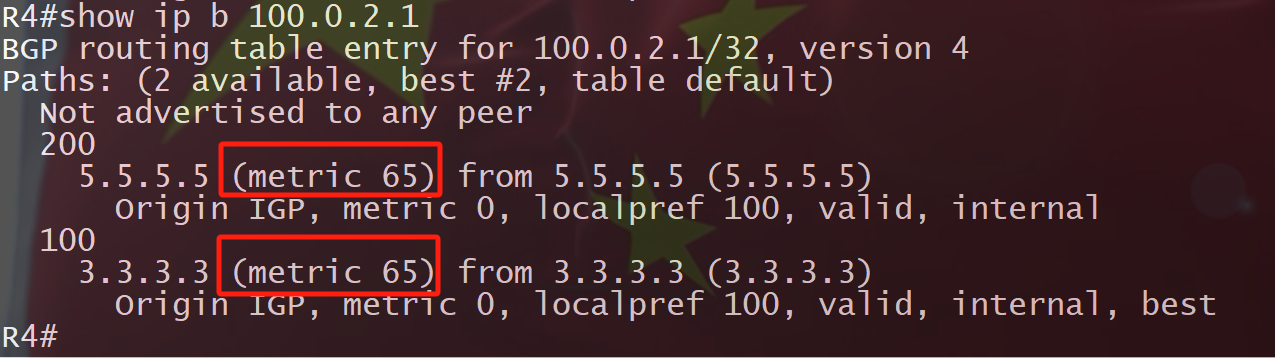 R4#show ip b 100.0.2.1
BGP routing table entry for 100.0.2.1/32, version 4
Paths: (2 available, best #2, table default)
  Not advertised to any peer
  200
    5.5.5.5 (metric 65) from 5.5.5.5 (5.5.5.5)
      Origin IGP, metric 0, localpref 100, valid, internal
  100
    3.3.3.3 (metric 65) from 3.3.3.3 (3.3.3.3)
      Origin IGP, metric 0, localpref 100, valid, internal, best
R4#